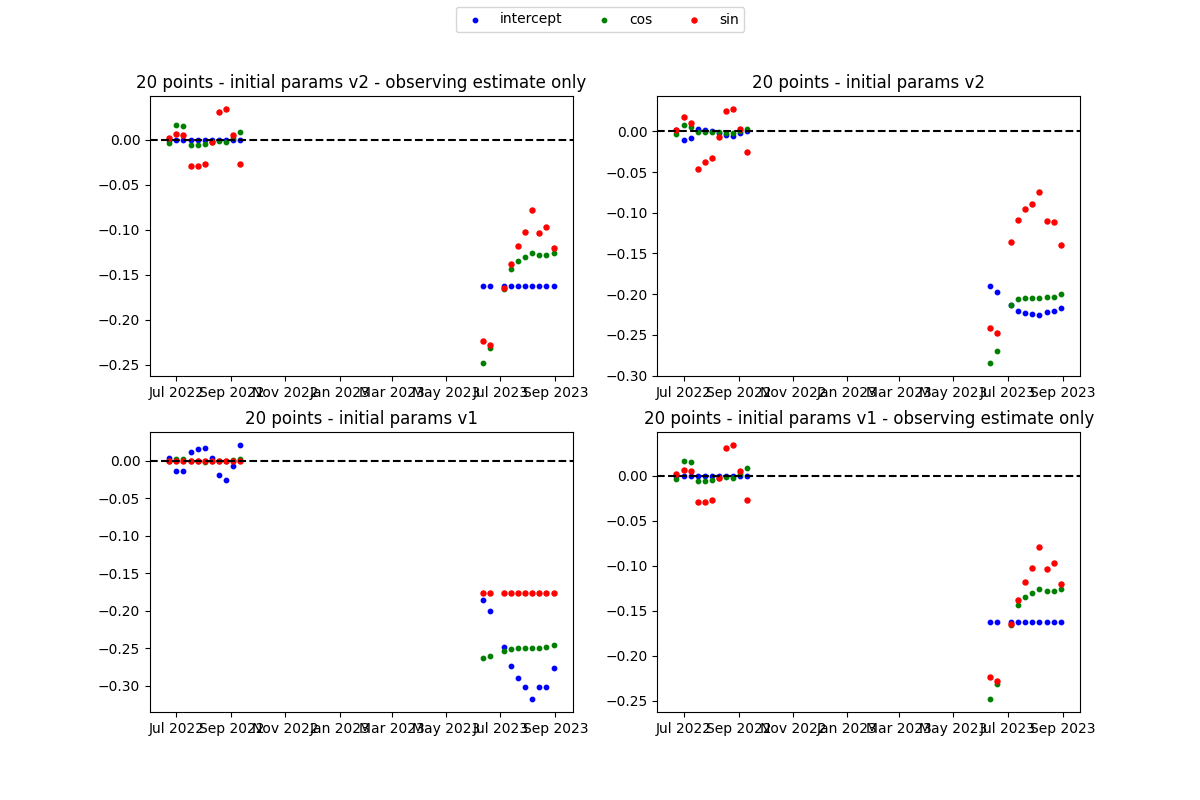 intercept cos sin
20 points - initial params v2 - observing estimate only
0.00
−0.05
−0.10
−0.15
−0.20
−0.25
Jul 2022 Sep 2022 Nov 2022 Jan 2023 Mar 2023 May 2023 Jul 2023 Sep 2023
20 points - initial params v2
0.00
−0.05
−0.10
−0.15
−0.20
−0.25
−0.30
Jul 2022 Sep 2022 Nov 2022 Jan 2023 Mar 2023 May 2023 Jul 2023 Sep 2023
20 points - initial params v1
0.00
−0.05
−0.10
−0.15
−0.20
−0.25
−0.30
Jul 2022 Sep 2022 Nov 2022 Jan 2023 Mar 2023 May 2023 Jul 2023 Sep 2023
20 points - initial params v1 - observing estimate only
0.00
−0.05
−0.10
−0.15
−0.20
−0.25
Jul 2022 Sep 2022 Nov 2022 Jan 2023 Mar 2023 May 2023 Jul 2023 Sep 2023